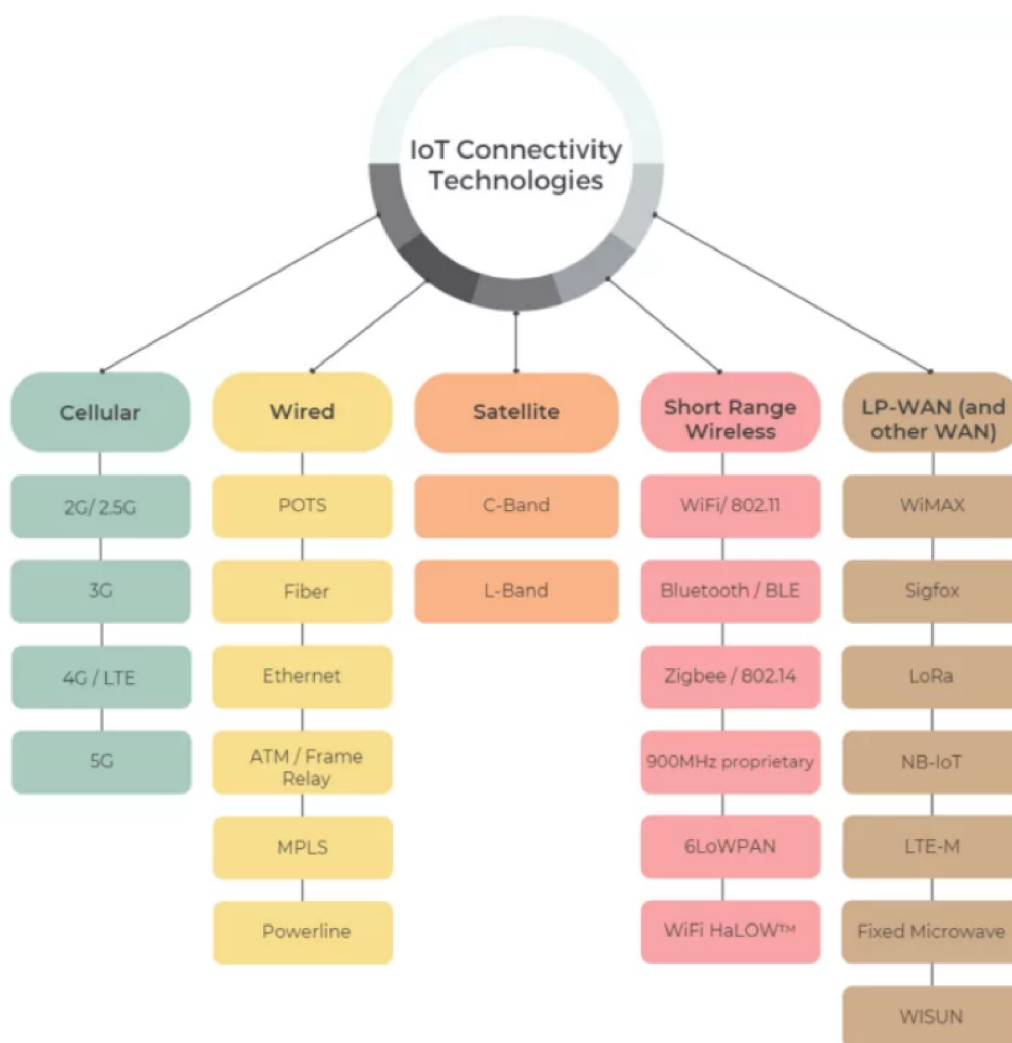 IoT Connectivity
Technologies
Cellular
2G/ 2.5G
3G
4G / LTE
5G
Wired
POTS
Fiber
Ethernet
ATM / Frame
Relay
MPLS
Powerline
Satellite
C-Band
L-Band
Short Range
Wireless
WiFi/ 802.11
Bluetooth / BLE
Zigbee / 802.14
900MHz proprietary
6LoWPAN
WiFi HaLOW™
LP-WAN (and
other WAN)
WiMAX
Sigfox
LoRa
NB-IoT
LTE-M
Fixed Microwave
WISUN